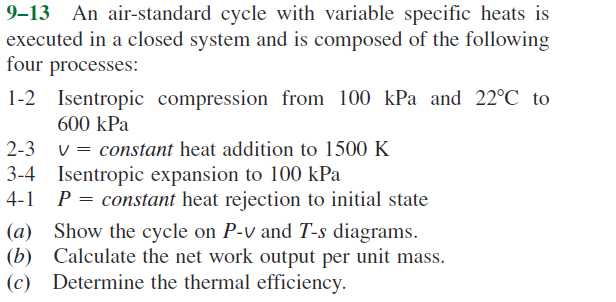 9–13 An air-standard cycle with variable specific heats is
executed in a closed system and is composed of the following
four processes:
1-2 Isentropic compression from 100 kPa and 22°C to
600 kPa
2-3 v = constant heat addition to 1500 K
3-4 Isentropic expansion to 100 kPa
4-1 P = constant heat rejection to initial state
(a) Show the cycle on P-v and T-s diagrams.
(b) Calculate the net work output per unit mass.
(c) Determine the thermal efficiency.